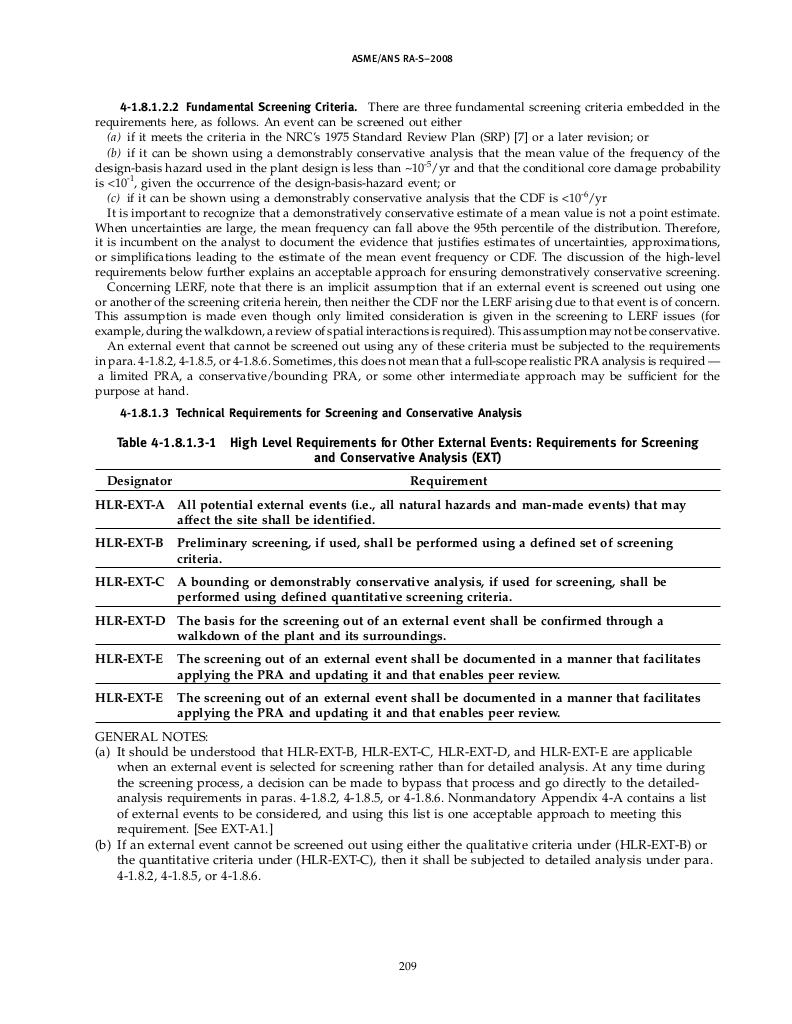 ASME/ANS RA-S–2008
4-1.8.1.2.2 Fundamental Screening Criteria. There are three fundamental screening criteria embedded in the
requirements here, as follows. An event can be screened out either
(a) if it meets the criteria in the NRC's 1975 Standard Review Plan (SRP) [7] or a later revision; or
(b) if it can be shown using a demonstrably conservative analysis that the mean value of the frequency of the
design-basis hazard used in the plant design is less than ~10⁻⁵/yr and that the conditional core damage probability
is <10⁻¹, given the occurrence of the design-basis-hazard event; or
(c) if it can be shown using a demonstrably conservative analysis that the CDF is <10⁻⁶/yr
It is important to recognize that a demonstratively conservative estimate of a mean value is not a point estimate.
When uncertainties are large, the mean frequency can fall above the 95th percentile of the distribution. Therefore,
it is incumbent on the analyst to document the evidence that justifies estimates of uncertainties, approximations,
or simplifications leading to the estimate of the mean event frequency or CDF. The discussion of the high-level
requirements below further explains an acceptable approach for ensuring demonstratively conservative screening.
Concerning LERF, note that there is an implicit assumption that if an external event is screened out using one
or another of the screening criteria herein, then neither the CDF nor the LERF arising due to that event is of concern.
This assumption is made even though only limited consideration is given in the screening to LERF issues (for
example, during the walkdown, a review of spatial interactions is required). This assumption may not be conservative.
An external event that cannot be screened out using any of these criteria must be subjected to the requirements
in para. 4-1.8.2, 4-1.8.5, or 4-1.8.6. Sometimes, this does not mean that a full-scope realistic PRA analysis is required —
a limited PRA, a conservative/bounding PRA, or some other intermediate approach may be sufficient for the
purpose at hand.
4-1.8.1.3 Technical Requirements for Screening and Conservative Analysis
Table 4-1.8.1.3-1 High Level Requirements for Other External Events: Requirements for Screening
and Conservative Analysis (EXT)
Designator Requirement
HLR-EXT-A All potential external events (i.e., all natural hazards and man-made events) that may
affect the site shall be identified.
HLR-EXT-B Preliminary screening, if used, shall be performed using a defined set of screening
criteria.
HLR-EXT-C A bounding or demonstrably conservative analysis, if used for screening, shall be
performed using defined quantitative screening criteria.
HLR-EXT-D The basis for the screening out of an external event shall be confirmed through a
walkdown of the plant and its surroundings.
HLR-EXT-E The screening out of an external event shall be documented in a manner that facilitates
applying the PRA and updating it and that enables peer review.
HLR-EXT-E The screening out of an external event shall be documented in a manner that facilitates
applying the PRA and updating it and that enables peer review.
GENERAL NOTES:
(a) It should be understood that HLR-EXT-B, HLR-EXT-C, HLR-EXT-D, and HLR-EXT-E are applicable
when an external event is selected for screening rather than for detailed analysis. At any time during
the screening process, a decision can be made to bypass that process and go directly to the detailed-
analysis requirements in paras. 4-1.8.2, 4-1.8.5, or 4-1.8.6. Nonmandatory Appendix 4-A contains a list
of external events to be considered, and using this list is one acceptable approach to meeting this
requirement. [See EXT-A1.]
(b) If an external event cannot be screened out using either the qualitative criteria under (HLR-EXT-B) or
the quantitative criteria under (HLR-EXT-C), then it shall be subjected to detailed analysis under para.
4-1.8.2, 4-1.8.5, or 4-1.8.6.
209